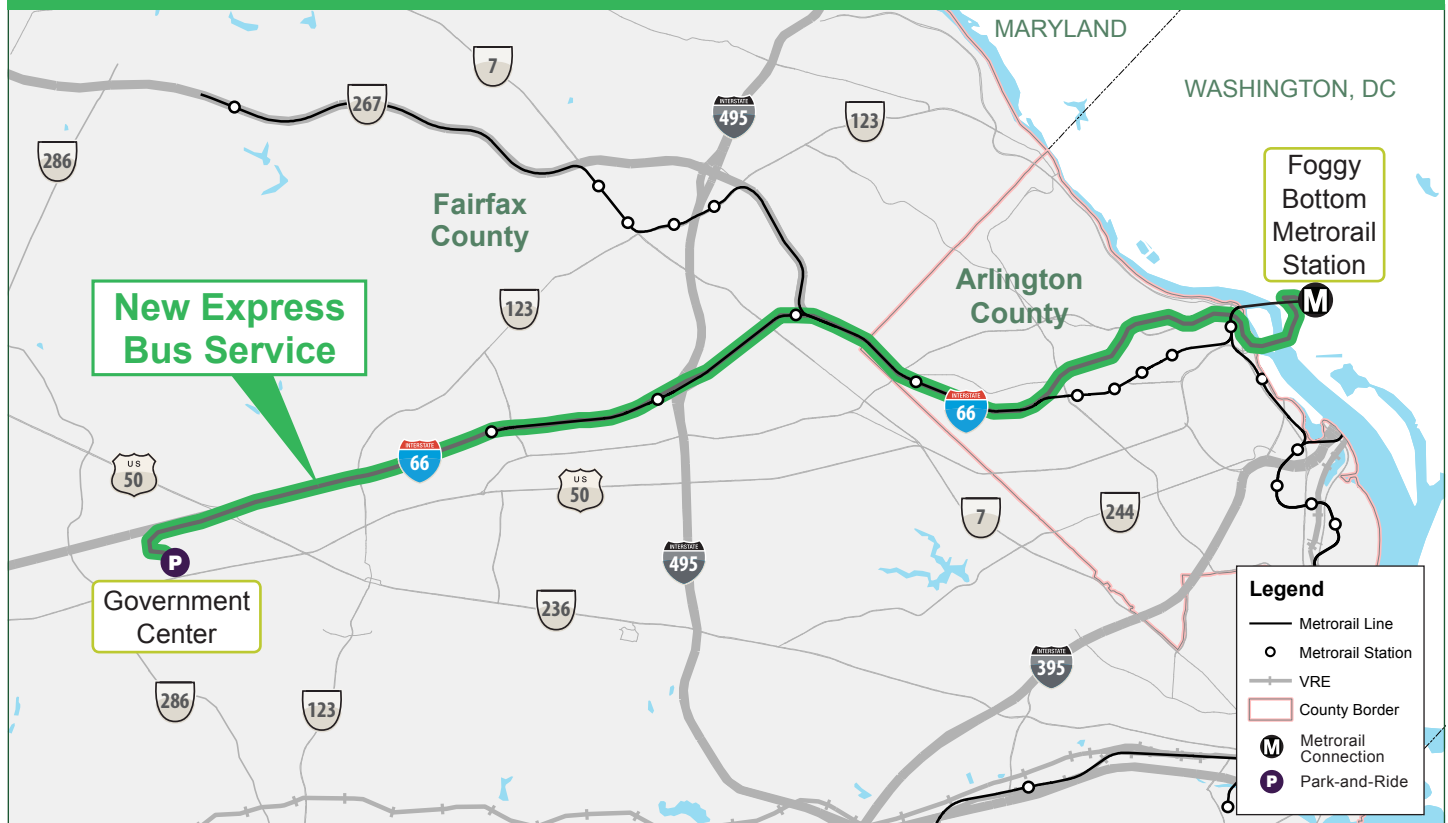 MARYLAND
WASHINGTON, DC
7
267
INTERSTATE
495
123
286
Foggy
Bottom
Metrorail
Station
M
Fairfax
County
Arlington
County
New Express
Bus Service
123
INTERSTATE
66
INTERSTATE
66
US
50
US
50
7
244
P
Government
Center
INTERSTATE
495
236
INTERSTATE
395
286
123
Legend
Metrorail Line
Metrorail Station
VRE
County Border
M
Metrorail
Connection
P
Park-and-Ride